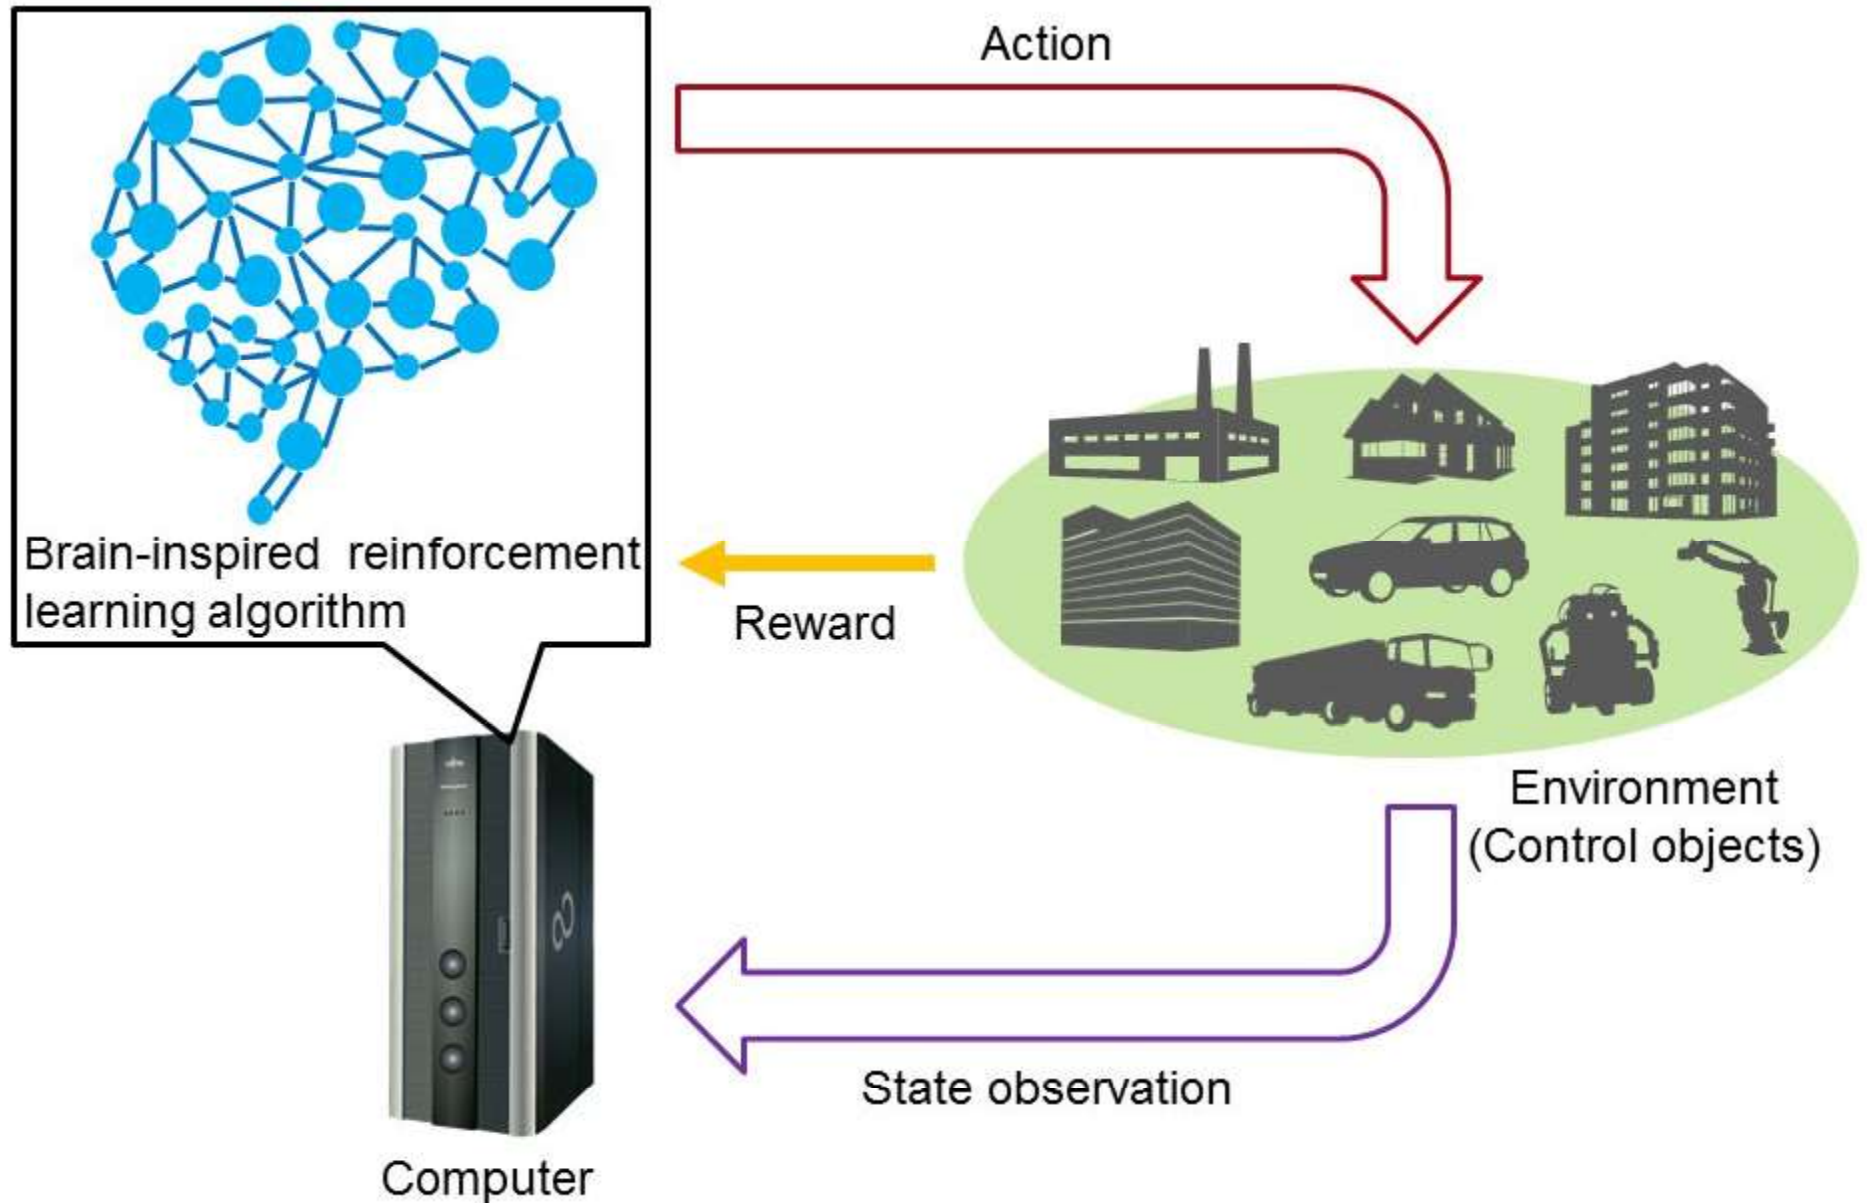 Action
Brain-inspired reinforcement
learning algorithm
Reward
Environment
(Control objects)
State observation
Computer